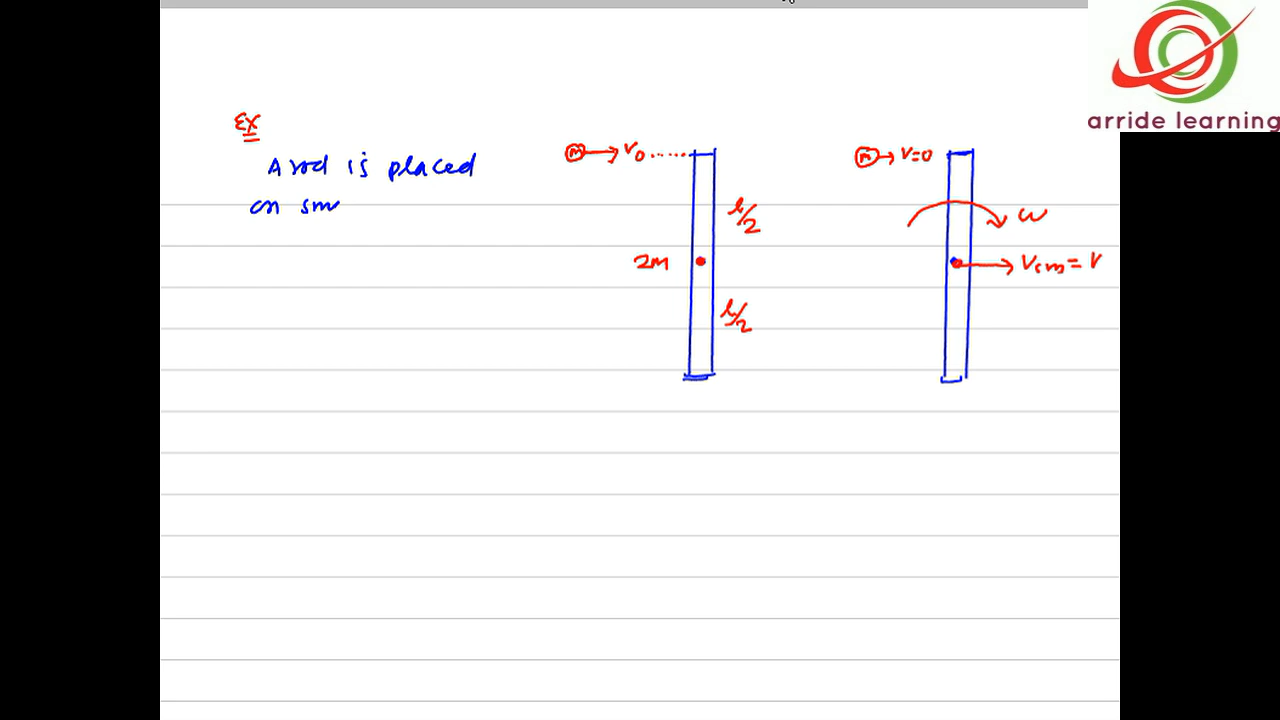 Ex
A rod is placed
on sm
m v0
l/2
2m
l/2
m v=0
ω
Vcm = V
arride learning